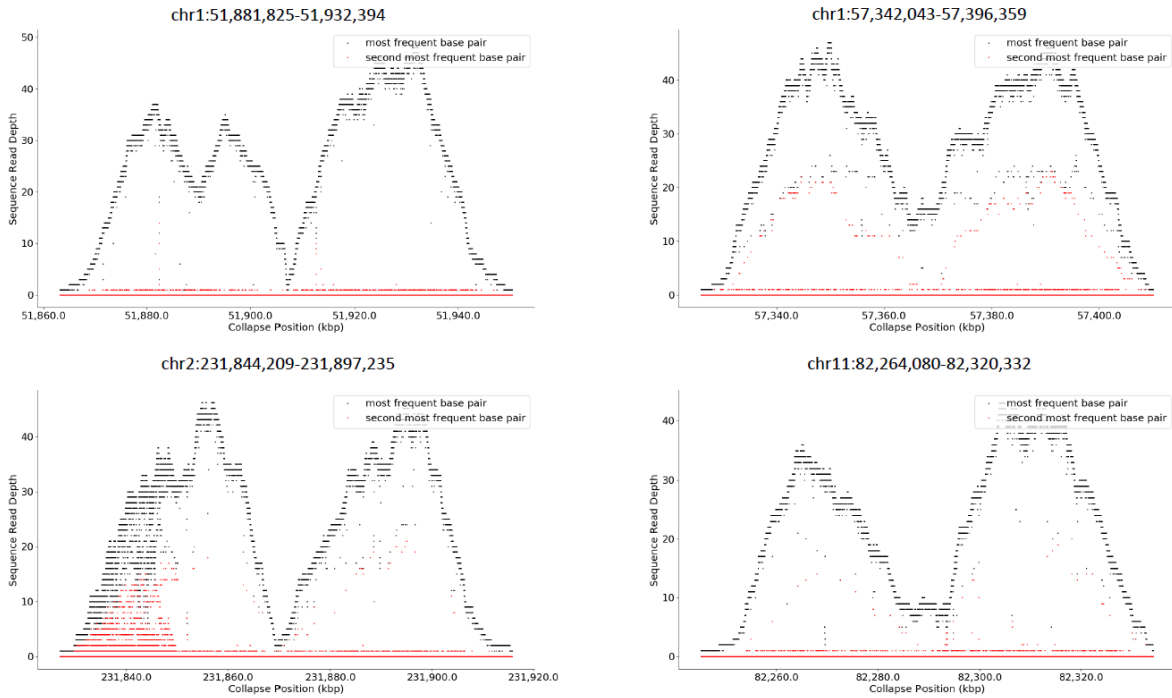 chr1:51,881,825-51,932,394
most frequent base pair
second most frequent base pair
Sequence Read Depth
50
40
30
20
10
0
51,860.0
51,880.0
51,900.0
51,920.0
51,940.0
Collapse Position (kbp)
chr1:57,342,043-57,396,359
most frequent base pair
second most frequent base pair
Sequence Read Depth
40
30
20
10
0
57,340.0
57,360.0
57,380.0
57,400.0
Collapse Position (kbp)
chr2:231,844,209-231,897,235
most frequent base pair
second most frequent base pair
Sequence Read Depth
40
30
20
10
0
231,840.0
231,860.0
231,880.0
231,900.0
231,920.0
Collapse Position (kbp)
chr11:82,264,080-82,320,332
most frequent base pair
second most frequent base pair
Sequence Read Depth
40
30
20
10
0
82,260.0
82,280.0
82,300.0
82,320.0
Collapse Position (kbp)